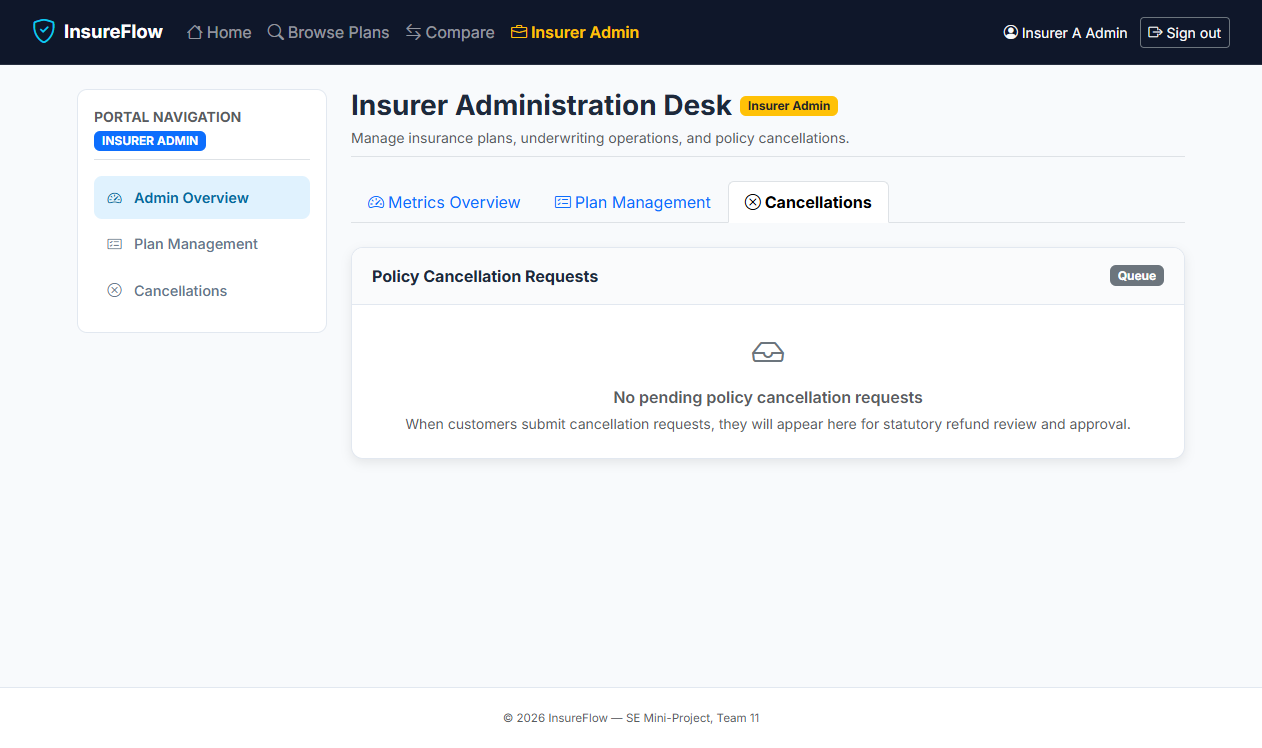 InsureFlow Home Browse Plans Compare Insurer Admin Insurer A Admin Sign out
PORTAL NAVIGATION
INSURER ADMIN
Admin Overview
Plan Management
Cancellations
Insurer Administration Desk Insurer Admin
Manage insurance plans, underwriting operations, and policy cancellations.
Metrics Overview Plan Management Cancellations
Policy Cancellation Requests Queue
No pending policy cancellation requests
When customers submit cancellation requests, they will appear here for statutory refund review and approval.
© 2026 InsureFlow — SE Mini-Project, Team 11